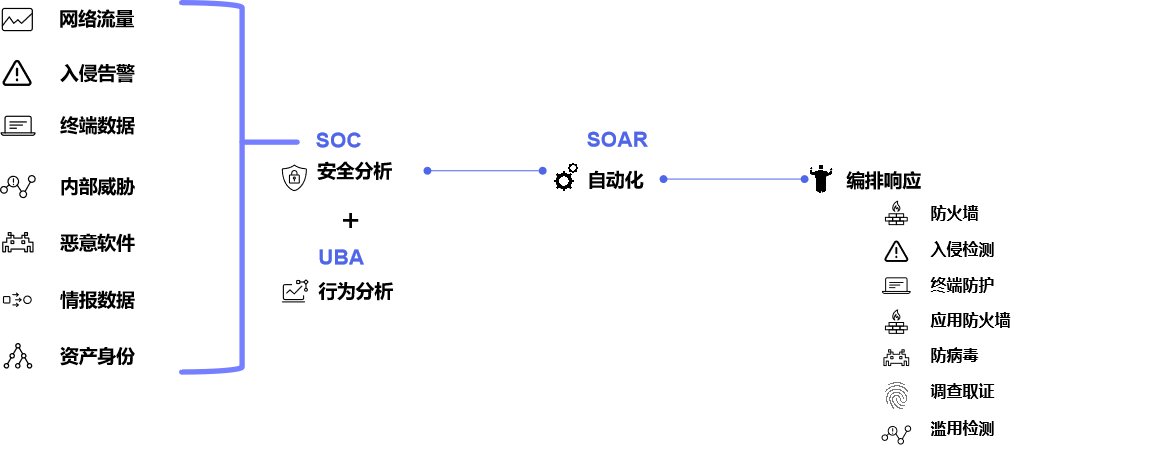 网络流量
入侵告警
终端数据
内部威胁
恶意软件
情报数据
资产身份
SOC
安全分析
+
UBA
行为分析
SOAR
自动化
编排响应
防火墙
入侵检测
终端防护
应用防火墙
防病毒
调查取证
滥用检测